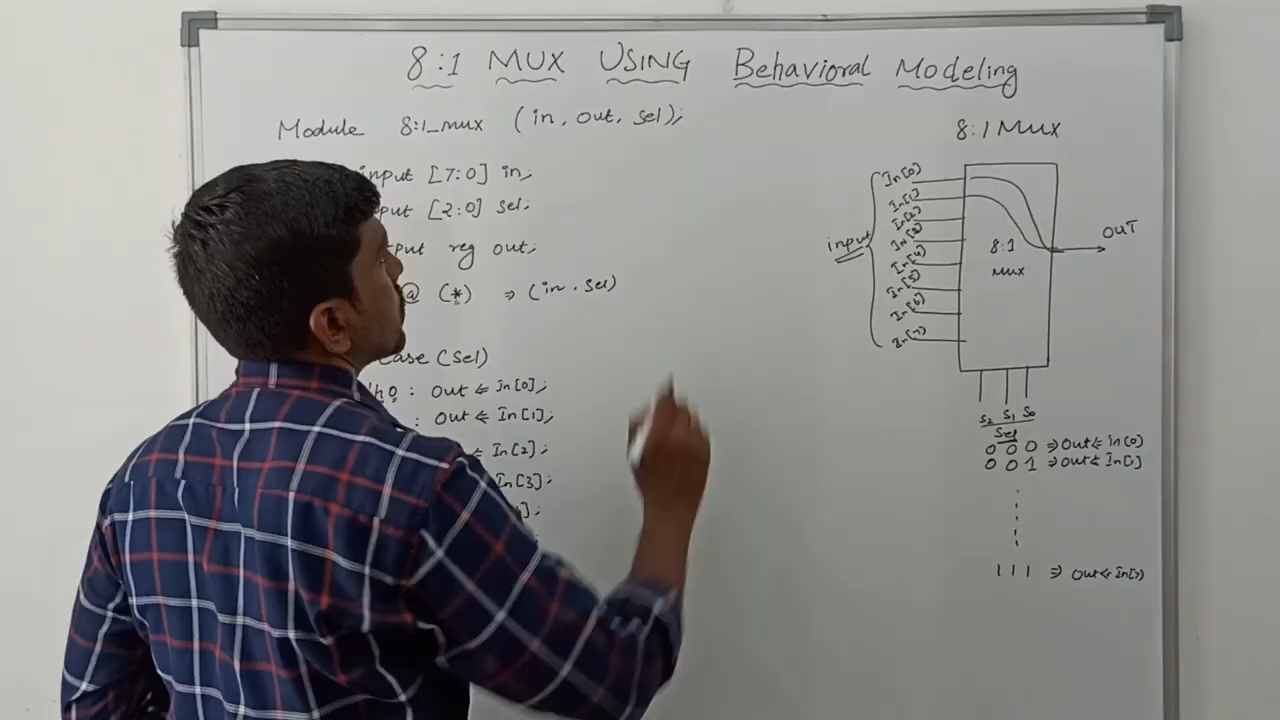 8:1 MUX USING Behavioral Modeling
Module 8:1_mux (in, out, sel);
input [7:0] in;
[2:0] sel;
reg out;
@ (*) ⇒ (in, sel)
Case (sel)
: Out <= In[0];
: Out <= In[1];
<= In[2];
In[3];
8:1 MUX
In[0]
In[1]
In[2]
In[3]
In[4]
In[5]
In[6]
In[7]
input
8:1
MUX
OUT
S2 S1 S0
Sel
0 0 0 ⇒ Out <= in(0)
0 0 1 ⇒ Out <= In[1]
1 1 1 ⇒ Out <= In[7]